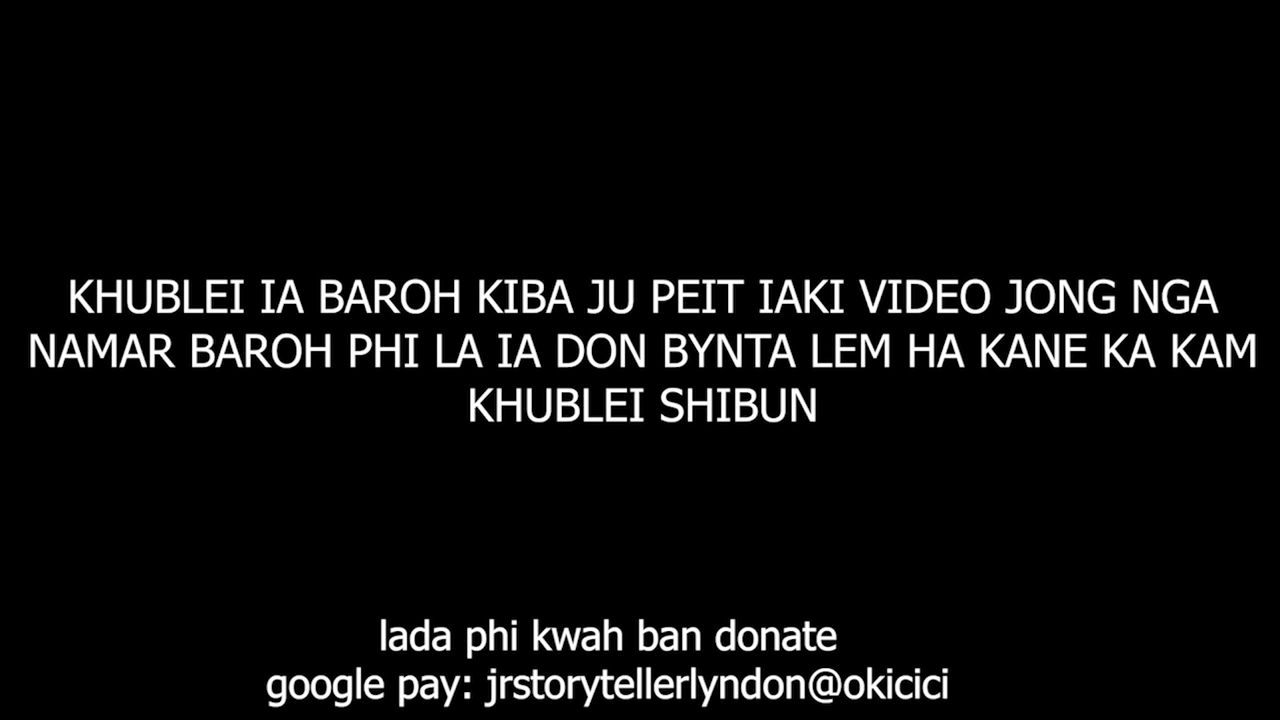 KHUBLEI IA BAROH KIBA JU PEIT IAKI VIDEO JONG NGA
NAMAR BAROH PHI LA IA DON BYNTA LEM HA KANE KA KAM
KHUBLEI SHIBUN
lada phi kwah ban donate
google pay: jrstorytellerlyndon@okicici